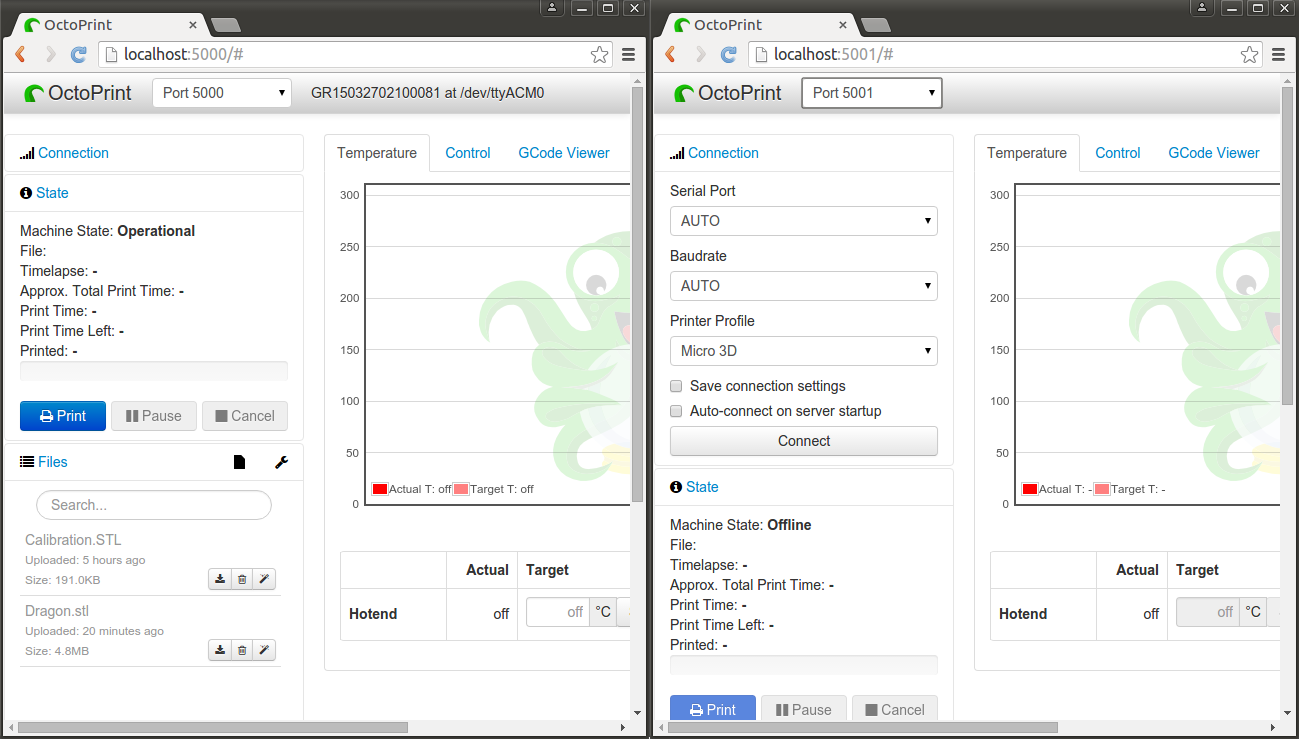 OctoPrint
localhost:5000/#
OctoPrint
Port 5000
GR15032702100081 at /dev/ttyACM0
Connection
State
Machine State: Operational
File:
Timelapse: -
Approx. Total Print Time: -
Print Time: -
Print Time Left: -
Printed: -
Print
Pause
Cancel
Files
Search...
Calibration.STL
Uploaded: 5 hours ago
Size: 191.0KB
Dragon.stl
Uploaded: 20 minutes ago
Size: 4.8MB
Temperature
Control
GCode Viewer
300
250
200
150
100
50
0
Actual T: off
Target T: off
Actual
Target
Hotend
off
off
°C
OctoPrint
localhost:5001/#
OctoPrint
Port 5001
Connection
Serial Port
AUTO
Baudrate
AUTO
Printer Profile
Micro 3D
Save connection settings
Auto-connect on server startup
Connect
State
Machine State: Offline
File:
Timelapse: -
Approx. Total Print Time: -
Print Time: -
Print Time Left: -
Printed: -
Print
Pause
Cancel
Temperature
Control
GCode Viewer
300
250
200
150
100
50
0
Actual T: -
Target T: -
Actual
Target
Hotend
off
off
°C